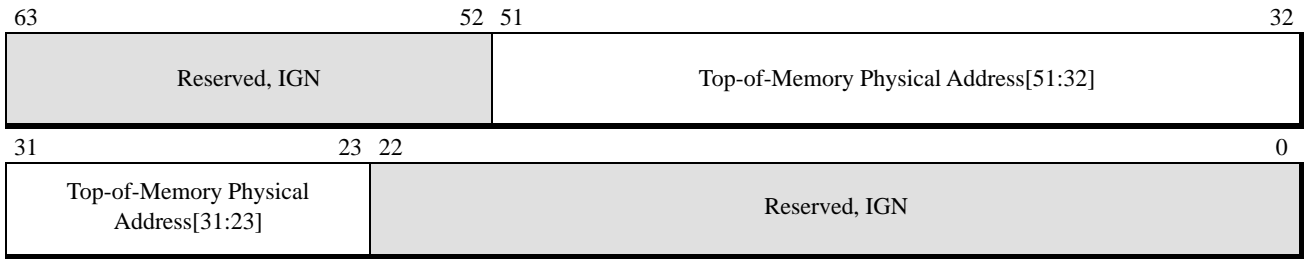 63 52 51 32
Reserved, IGN Top-of-Memory Physical Address[51:32]
31 23 22 0
Top-of-Memory Physical
Address[31:23]
Reserved, IGN